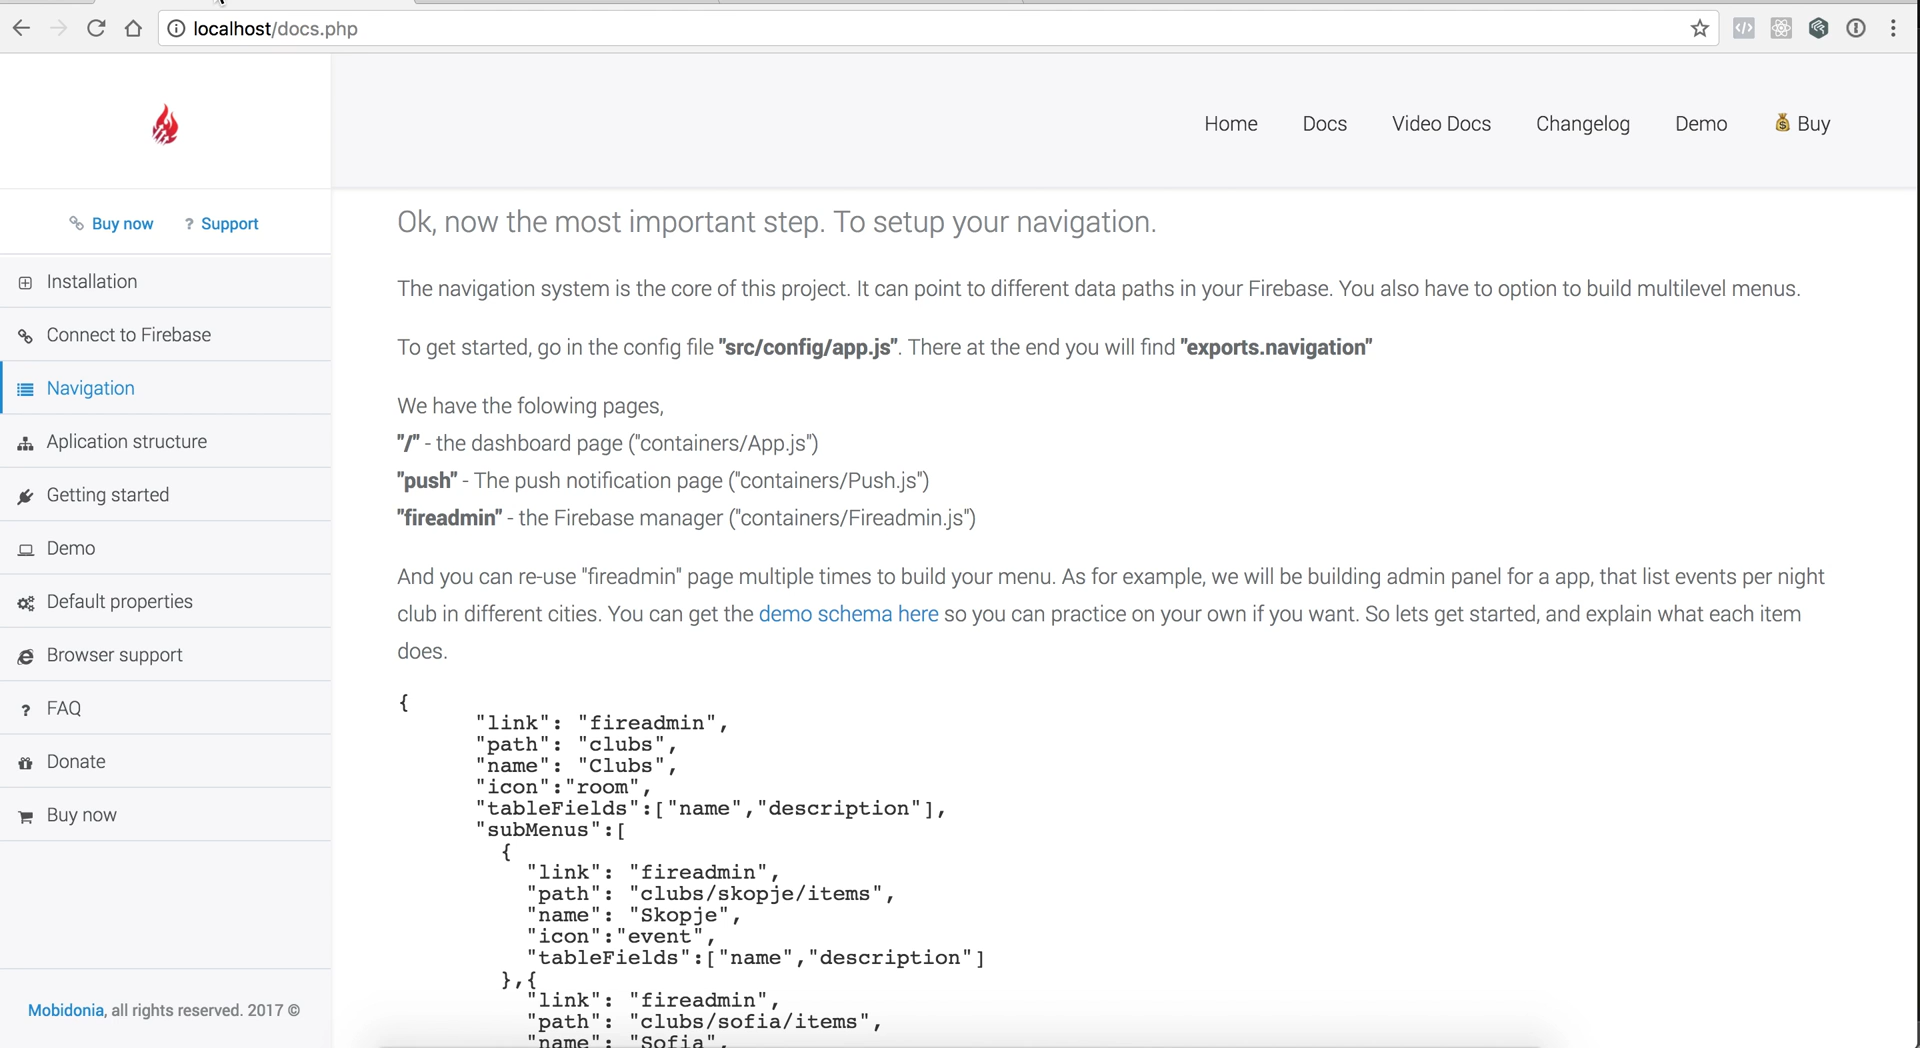 localhost/docs.php
Home Docs Video Docs Changelog Demo Buy
Buy now ? Support
Installation
Connect to Firebase
Navigation
Aplication structure
Getting started
Demo
Default properties
Browser support
? FAQ
Donate
Buy now
Mobidonia, all rights reserved. 2017 ©
Ok, now the most important step. To setup your navigation.
The navigation system is the core of this project. It can point to different data paths in your Firebase. You also have to option to build multilevel menus.
To get started, go in the config file "src/config/app.js". There at the end you will find "exports.navigation"
We have the folowing pages,
"/" - the dashboard page ("containers/App.js")
"push" - The push notification page ("containers/Push.js")
"fireadmin" - the Firebase manager ("containers/Fireadmin.js")
And you can re-use "fireadmin" page multiple times to build your menu. As for example, we will be building admin panel for a app, that list events per night
club in different cities. You can get the demo schema here so you can practice on your own if you want. So lets get started, and explain what each item
does.
{
"link": "fireadmin",
"path": "clubs",
"name": "Clubs",
"icon":"room",
"tableFields":["name","description"],
"subMenus":[
{
"link": "fireadmin",
"path": "clubs/skopje/items",
"name": "Skopje",
"icon":"event",
"tableFields":["name","description"]
},{
"link": "fireadmin",
"path": "clubs/sofia/items",
"name": "Sofia",